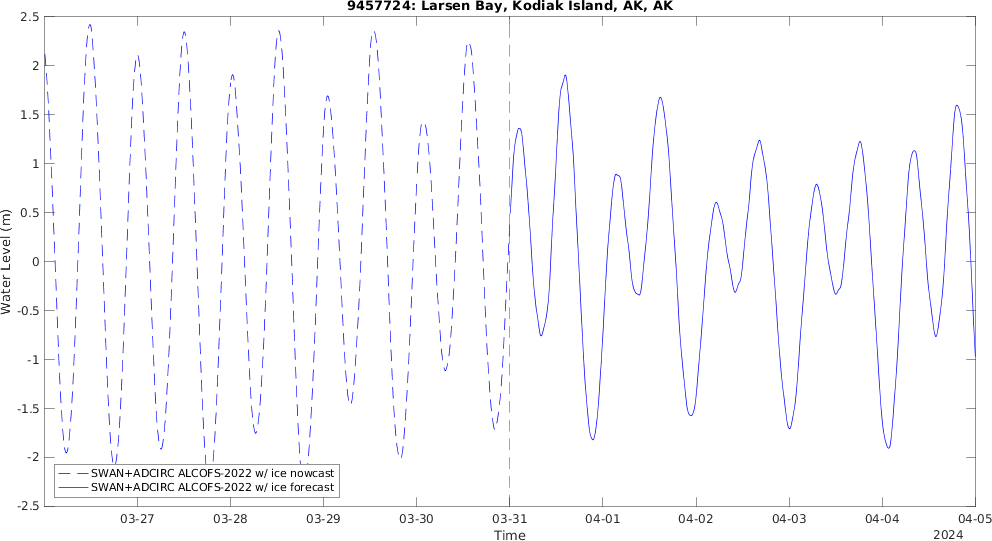 9457724: Larsen Bay, Kodiak Island, AK, AK
2.5
2
1.5
1
0.5
0
-0.5
-1
-1.5
-2
-2.5
Water Level (m)
SWAN+ADCIRC ALCOFS-2022 w/ ice nowcast
SWAN+ADCIRC ALCOFS-2022 w/ ice forecast
03-27 03-28 03-29 03-30 03-31 04-01 04-02 04-03 04-04 04-05
Time
2024